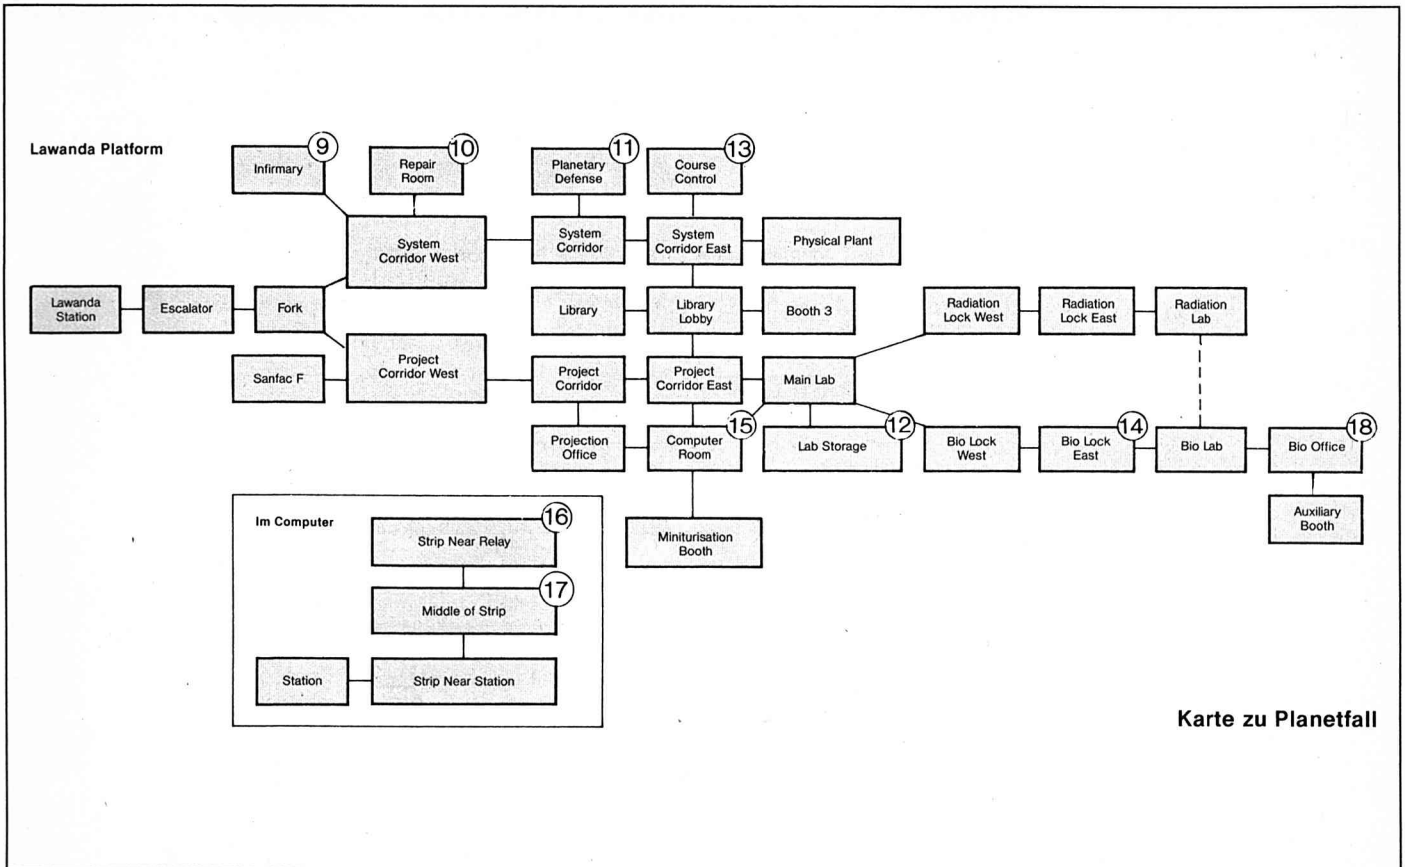 Lawanda Platform
9
Infirmary
10
Repair
Room
11
Planetary
Defense
13
Course
Control
System
Corridor West
System
Corridor
System
Corridor East
Physical Plant
Lawanda
Station
Escalator
Fork
Library
Library
Lobby
Booth 3
Radiation
Lock West
Radiation
Lock East
Radiation
Lab
Sanfac F
Project
Corridor West
Project
Corridor
Project
Corridor East
Main Lab
Projection
Office
15
Computer
Room
12
Lab Storage
Bio Lock
West
14
Bio Lock
East
Bio Lab
18
Bio Office
Auxiliary
Booth
Miniturisation
Booth
Im Computer
16
Strip Near Relay
17
Middle of Strip
Station
Strip Near Station
Karte zu Planetfall